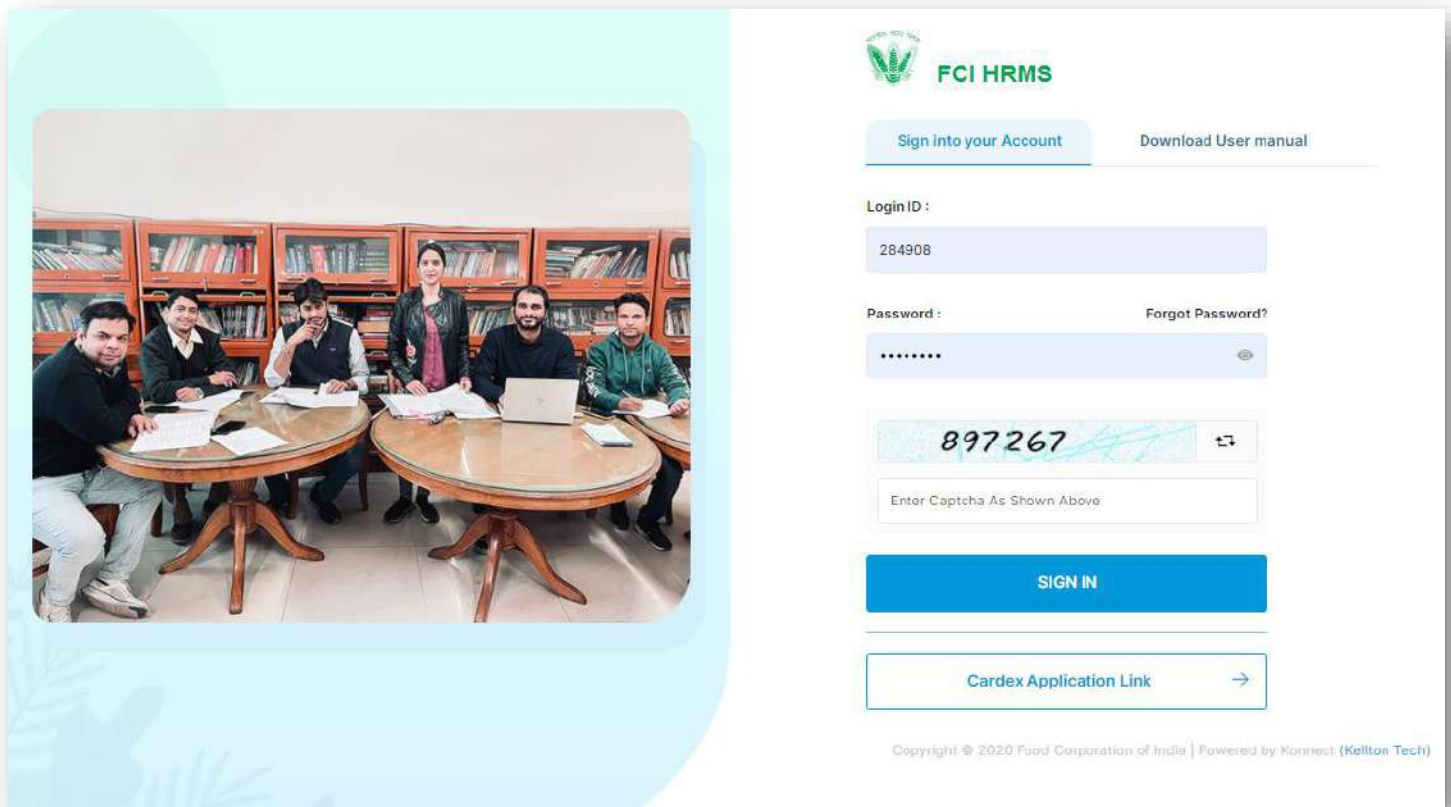 FCI HRMS
Sign into your Account
Download User manual
Login ID :
284908
Password :
Forgot Password?
••••••••
897267
Enter Captcha As Shown Above
SIGN IN
Cardex Application Link
Copyright © 2020 Food Corporation of India | Powered by Konnect (Kellton Tech)